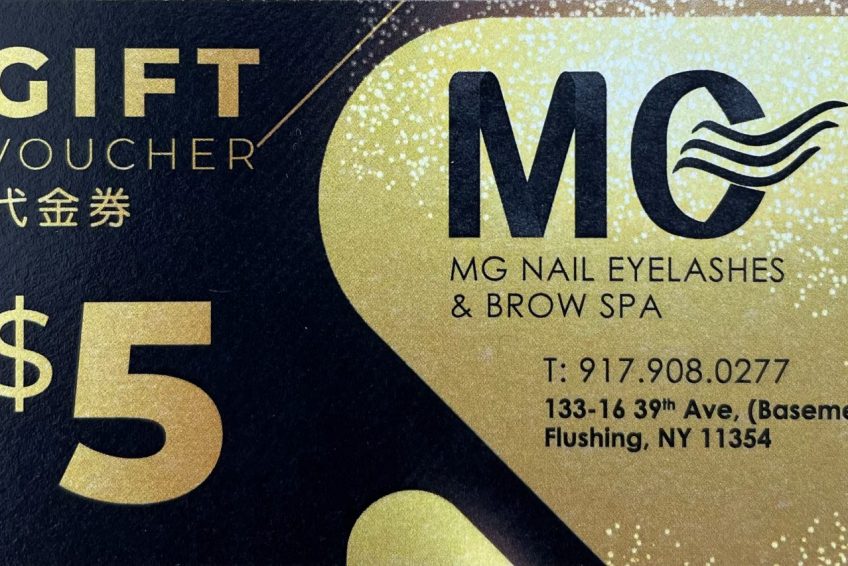 GIFT
VOUCHER
代金券
$5
MG
MG NAIL EYELASHES
& BROW SPA
T: 917.908.0277
133-16 39th Ave, (Baseme
Flushing, NY 11354